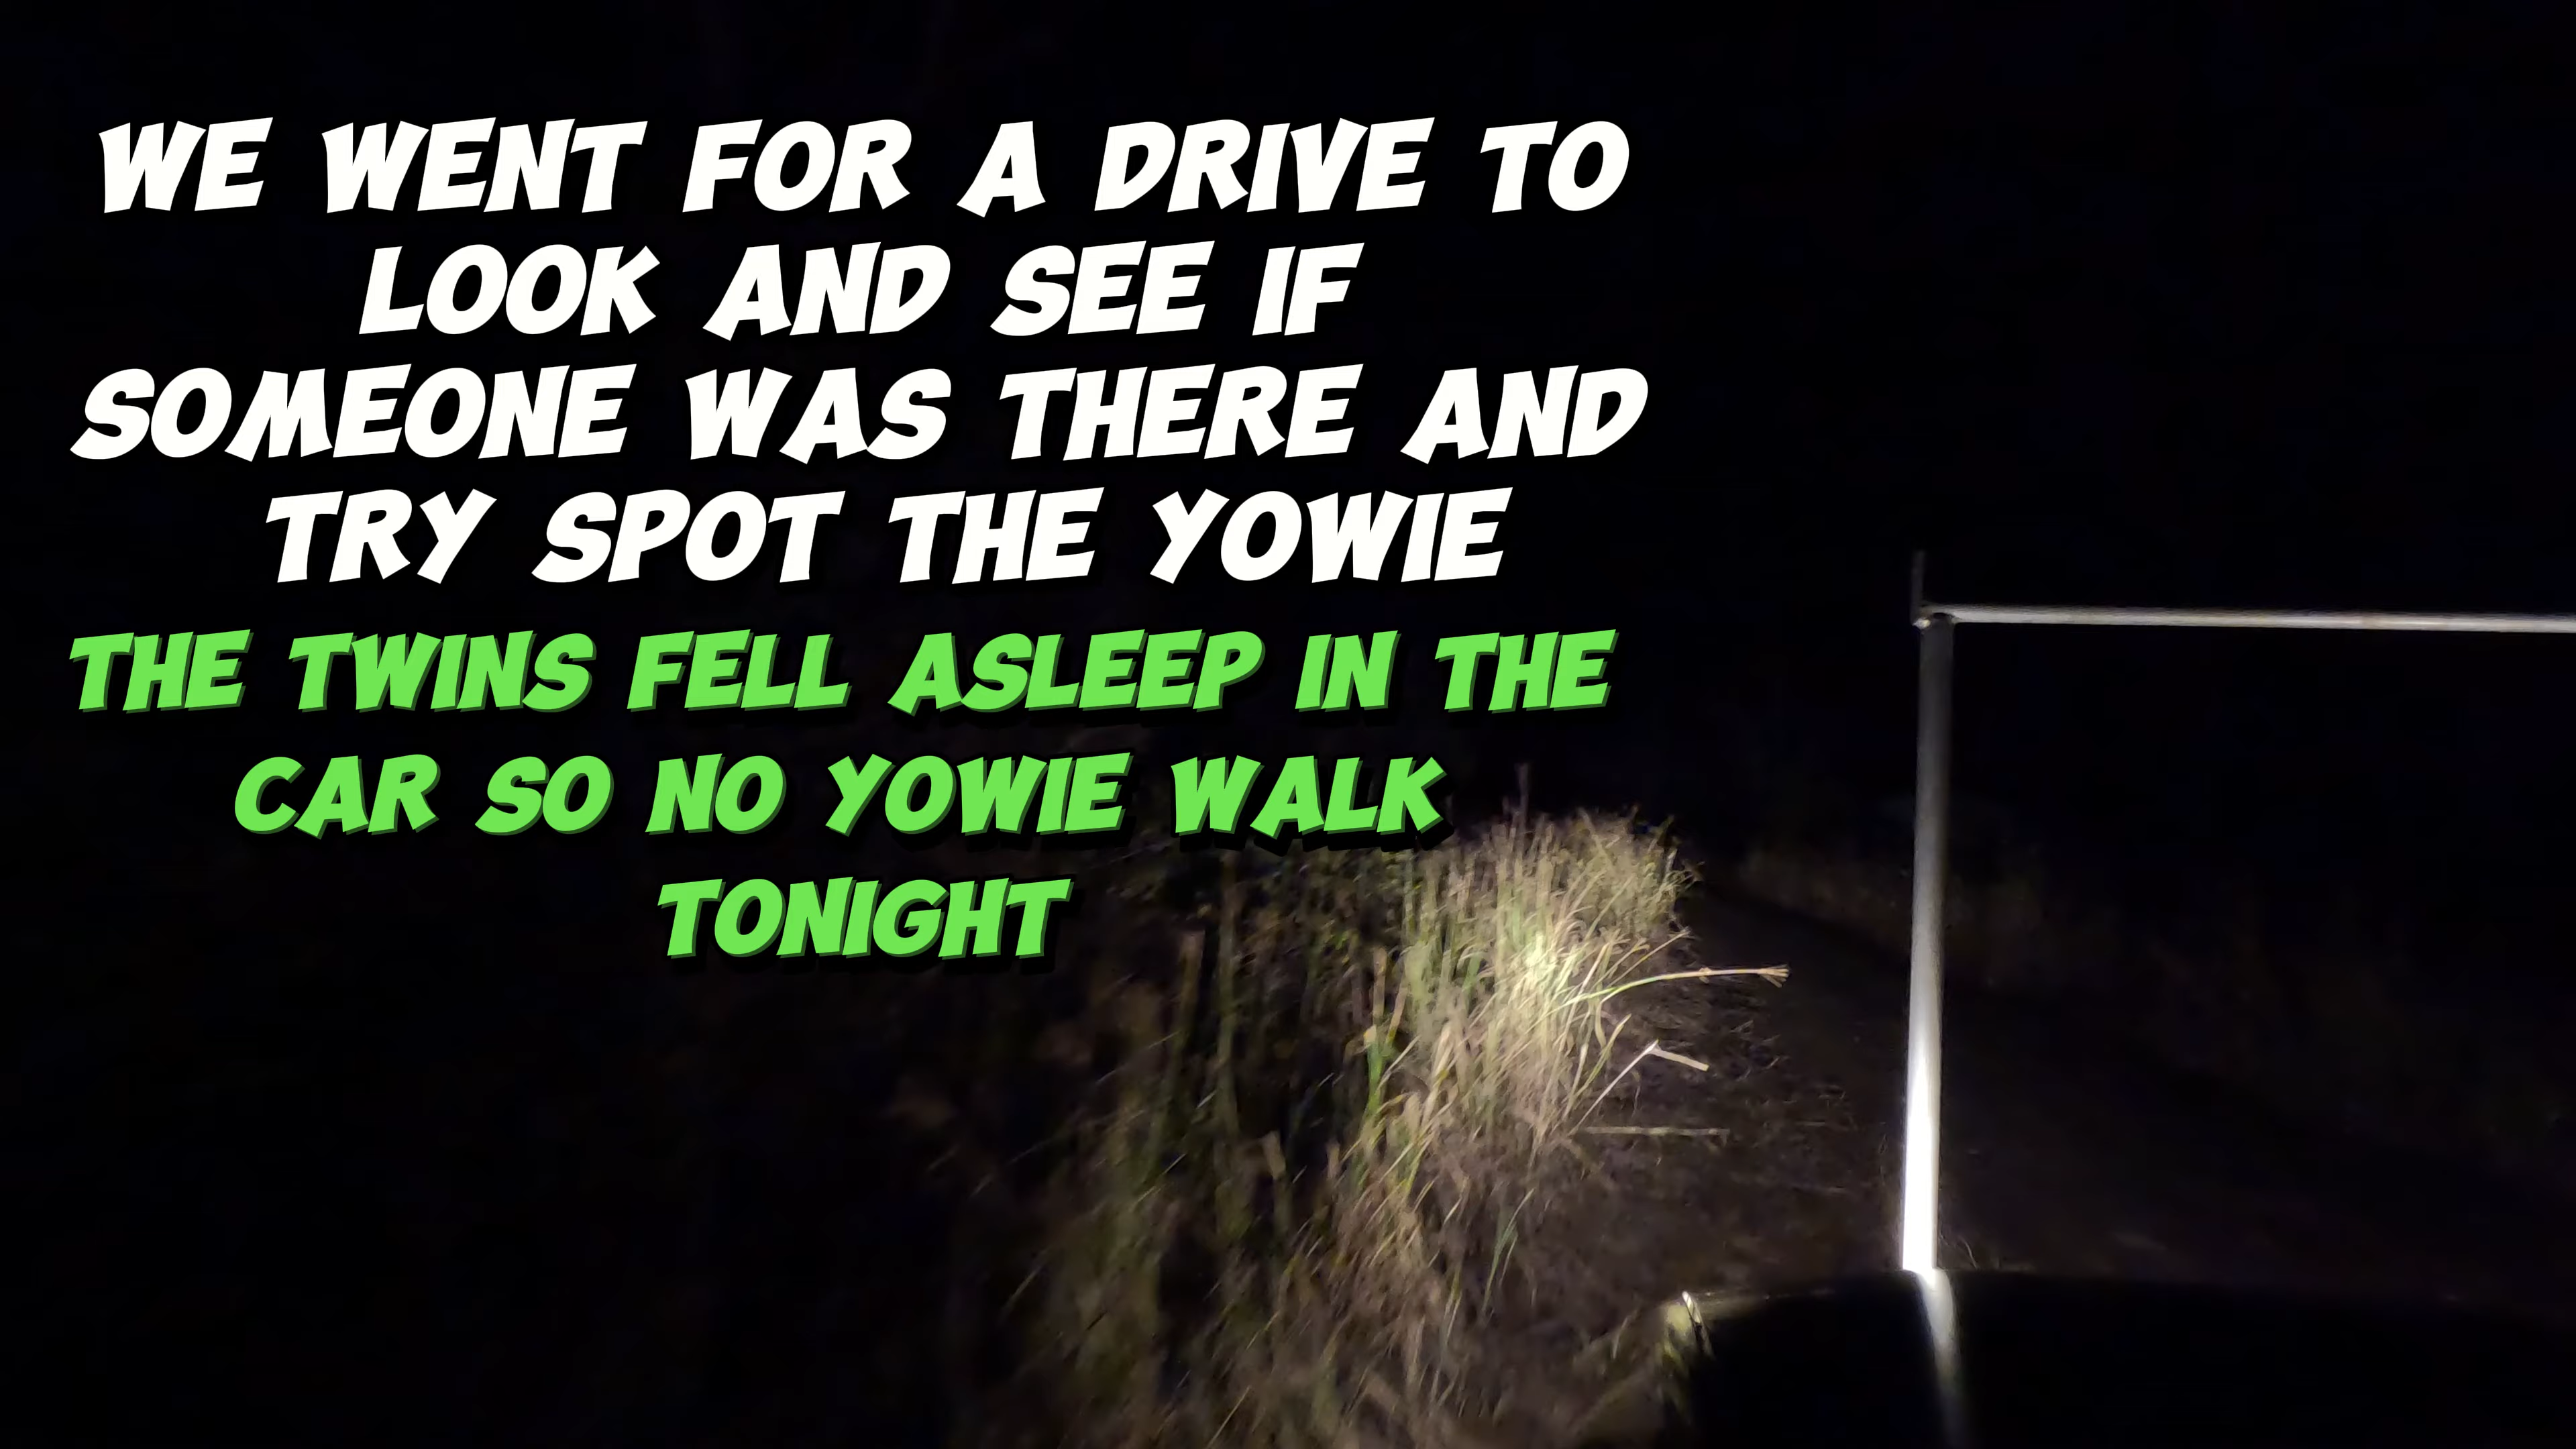 WE WENT FOR A DRIVE TO
LOOK AND SEE IF
SOMEONE WAS THERE AND
TRY SPOT THE YOWIE
THE TWINS FELL ASLEEP IN THE
CAR SO NO YOWIE WALK
TONIGHT